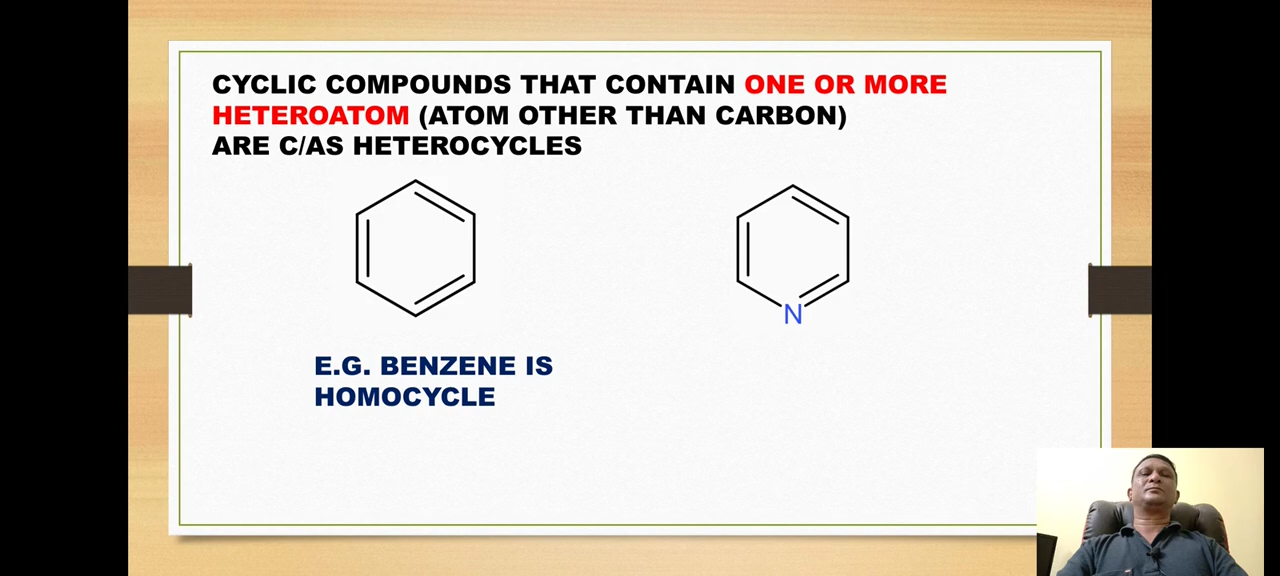 CYCLIC COMPOUNDS THAT CONTAIN ONE OR MORE
HETEROATOM (ATOM OTHER THAN CARBON)
ARE C/AS HETEROCYCLES
N
E.G. BENZENE IS
HOMOCYCLE